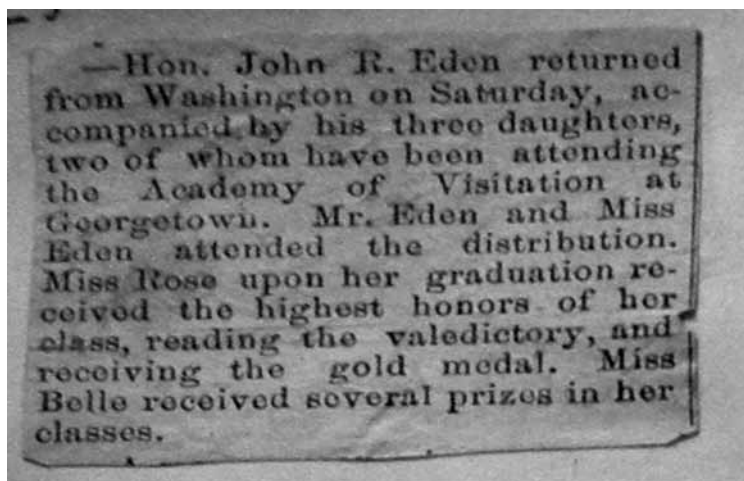 —Hon. John R. Eden returned
from Washington on Saturday, ac-
companied by his three daughters,
two of whom have been attending
the Academy of Visitation at
Georgetown. Mr. Eden and Miss
Eden attended the distribution.
Miss Rose upon her graduation re-
ceived the highest honors of her
class, reading the valedictory, and
receiving the gold medal. Miss
Belle received several prizes in her
classes.